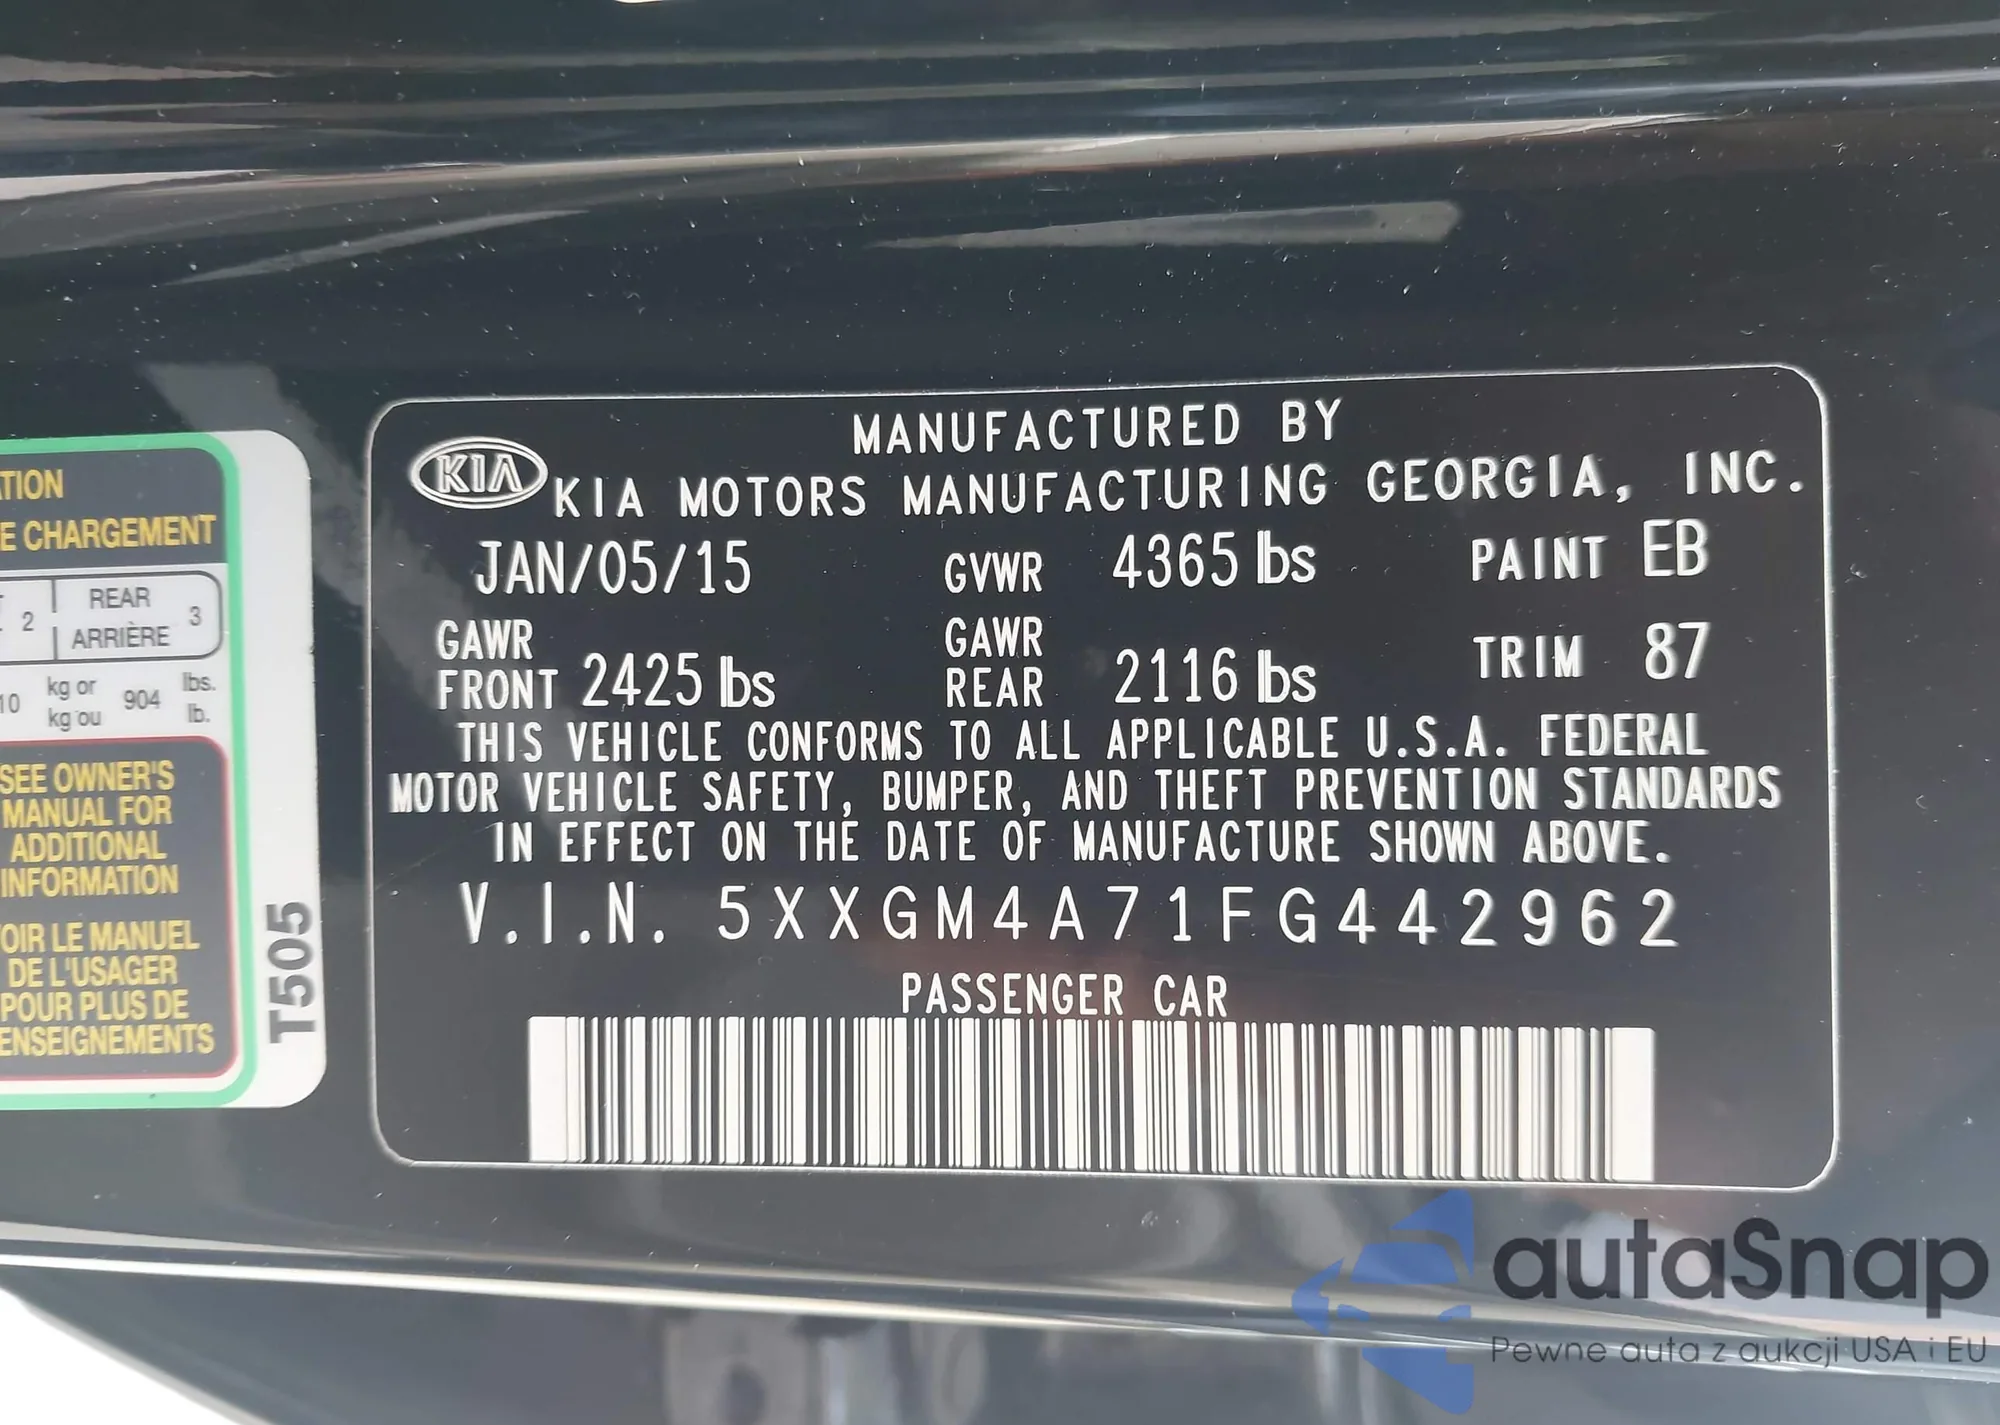 TION
E CHARGEMENT
2 REAR 3
ARRIÈRE
10 kg or 904 lbs.
kg ou lb.
SEE OWNER'S
MANUAL FOR
ADDITIONAL
INFORMATION
OIR LE MANUEL
DE L'USAGER
POUR PLUS DE
ENSEIGNEMENTS
T505
MANUFACTURED BY
KIA KIA MOTORS MANUFACTURING GEORGIA, INC.
JAN/05/15 GVWR 4365 lbs PAINT EB
GAWR FRONT 2425 lbs GAWR REAR 2116 lbs TRIM 87
THIS VEHICLE CONFORMS TO ALL APPLICABLE U.S.A. FEDERAL
MOTOR VEHICLE SAFETY, BUMPER, AND THEFT PREVENTION STANDARDS
IN EFFECT ON THE DATE OF MANUFACTURE SHOWN ABOVE.
V.I.N. 5XXGM4A71FG442962
PASSENGER CAR
autaSnap
Pewne auta z aukcji USA i EU